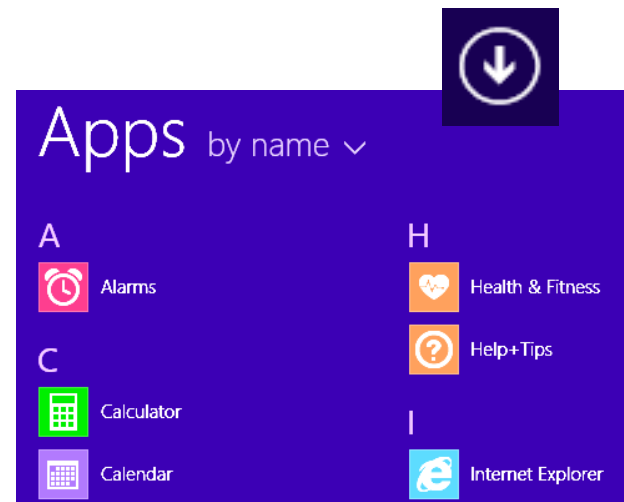 Apps by name
A
Alarms
C
Calculator
Calendar
H
Health & Fitness
Help+Tips
I
Internet Explorer